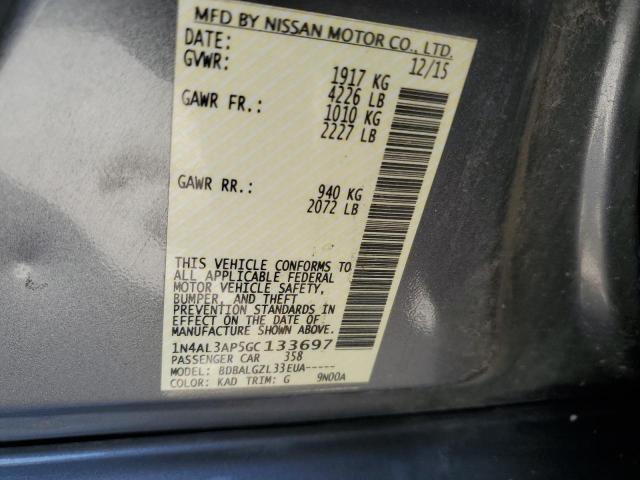 MFD BY NISSAN MOTOR CO., LTD.
DATE: 12/15
GVWR: 1917 KG
4226 LB
GAWR FR.: 1010 KG
2227 LB
GAWR RR.: 940 KG
2072 LB
THIS VEHICLE CONFORMS TO
ALL APPLICABLE FEDERAL
MOTOR VEHICLE SAFETY,
BUMPER, AND THEFT
PREVENTION STANDARDS IN
EFFECT ON THE DATE OF
MANUFACTURE SHOWN ABOVE.
1N4AL3AP5GC133697
PASSENGER CAR 358
MODEL: BDBALGZL33EUA-----
COLOR: KAD TRIM: G 9N00A